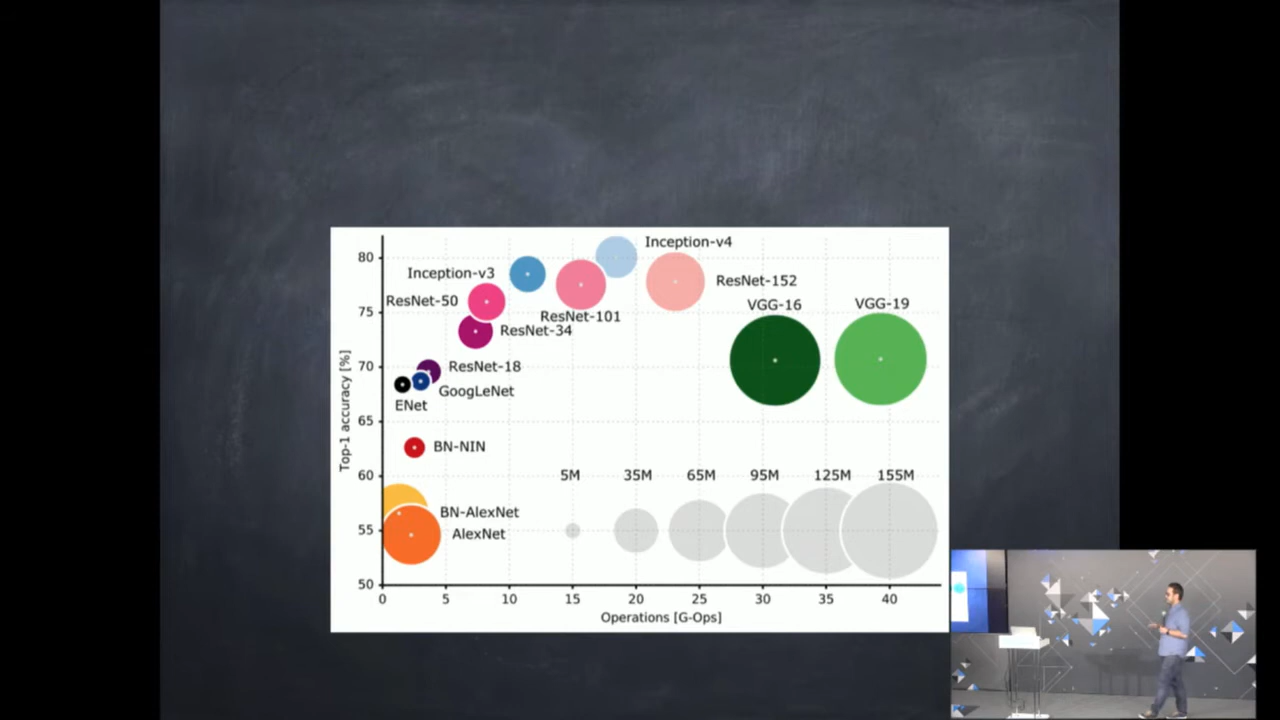 Inception-v4
80
Inception-v3
ResNet-152
ResNet-50
VGG-16
VGG-19
75
ResNet-101
ResNet-34
70
ResNet-18
GoogLeNet
ENet
65
BN-NIN
60
5M 35M 65M 95M 125M 155M
BN-AlexNet
55
AlexNet
50
0 5 10 15 20 25 30 35 40
Operations [G-Ops]
Top-1 accuracy [%]